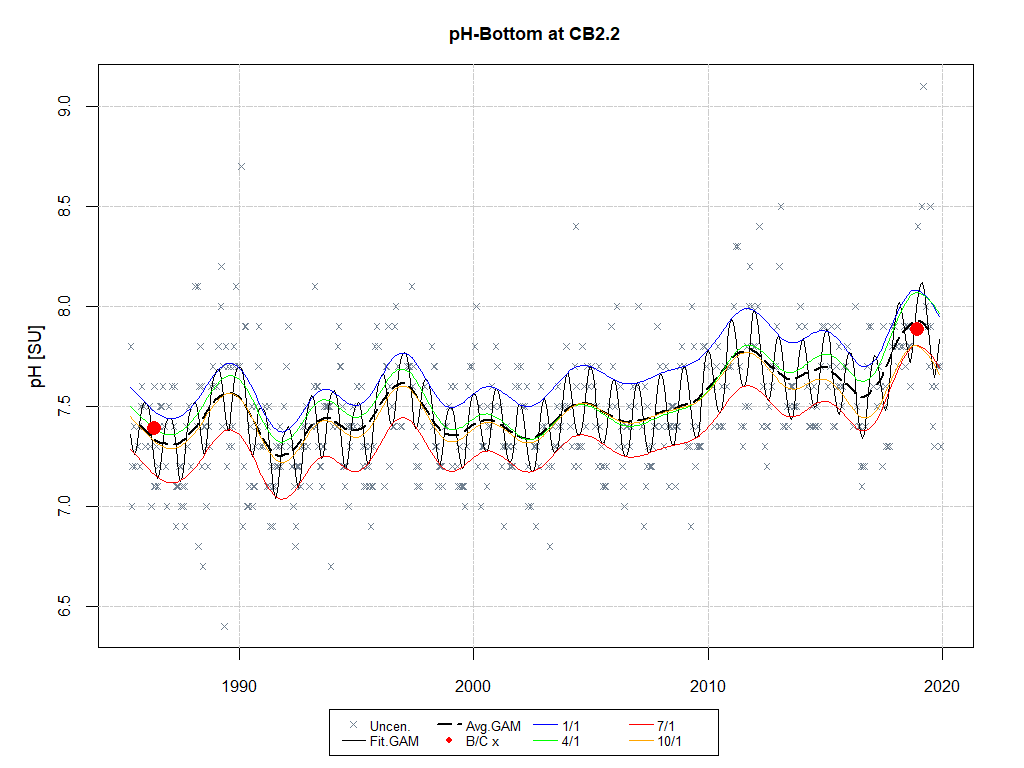 pH-Bottom at CB2.2
pH [SU]
9.0
8.5
8.0
7.5
7.0
6.5
1990 2000 2010 2020
Uncen. Avg.GAM 1/1 7/1
Fit.GAM B/C x 4/1 10/1